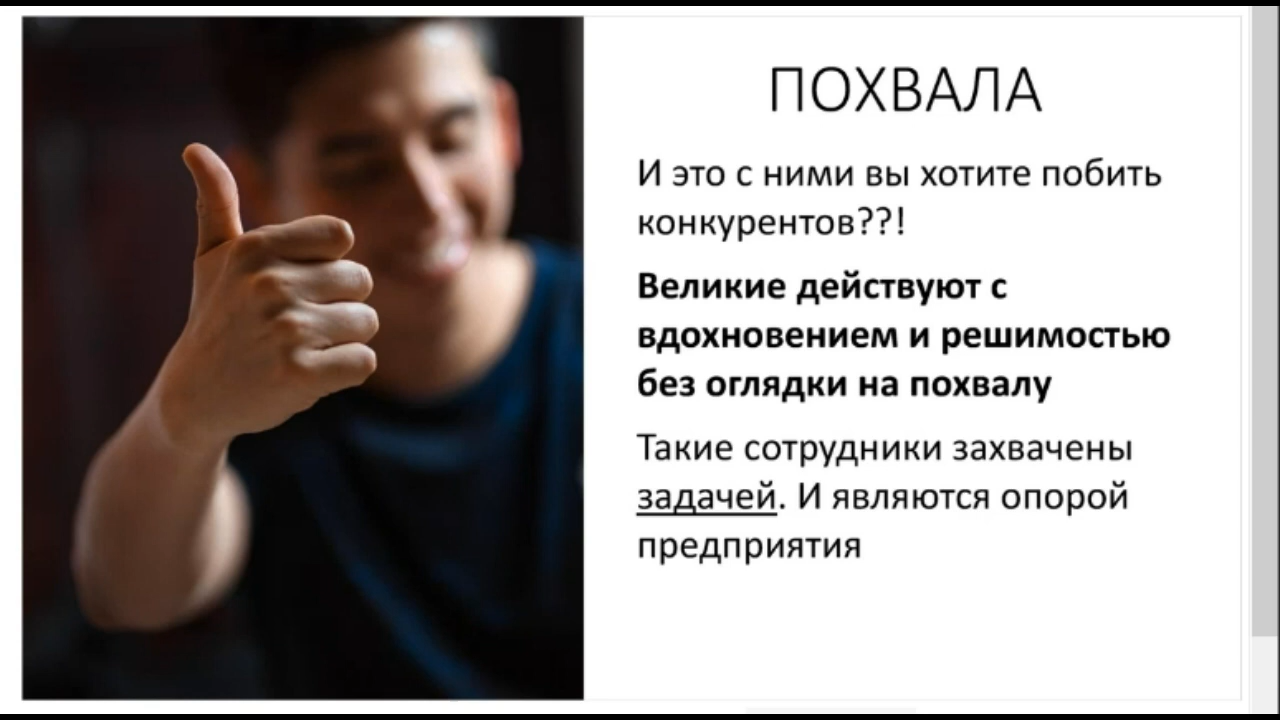 ПОХВАЛА
И это с ними вы хотите побить
конкурентов??!
Великие действуют с
вдохновением и решимостью
без оглядки на похвалу
Такие сотрудники захвачены
задачей. И являются опорой
предприятия